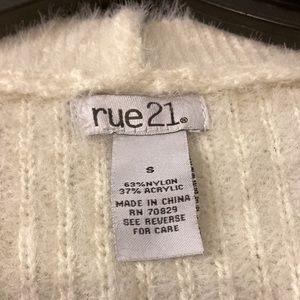 rue21®
S
63%NYLON
37% ACRYLIC
MADE IN CHINA
RN 70829
SEE REVERSE
FOR CARE